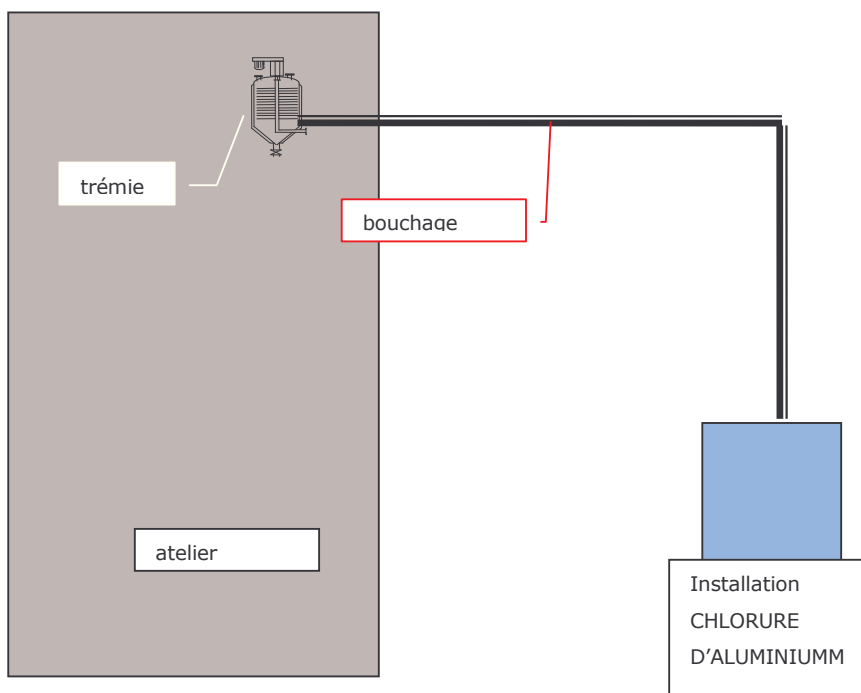 trémie
bouchage
atelier
Installation
CHLORURE
D’ALUMINIUMM